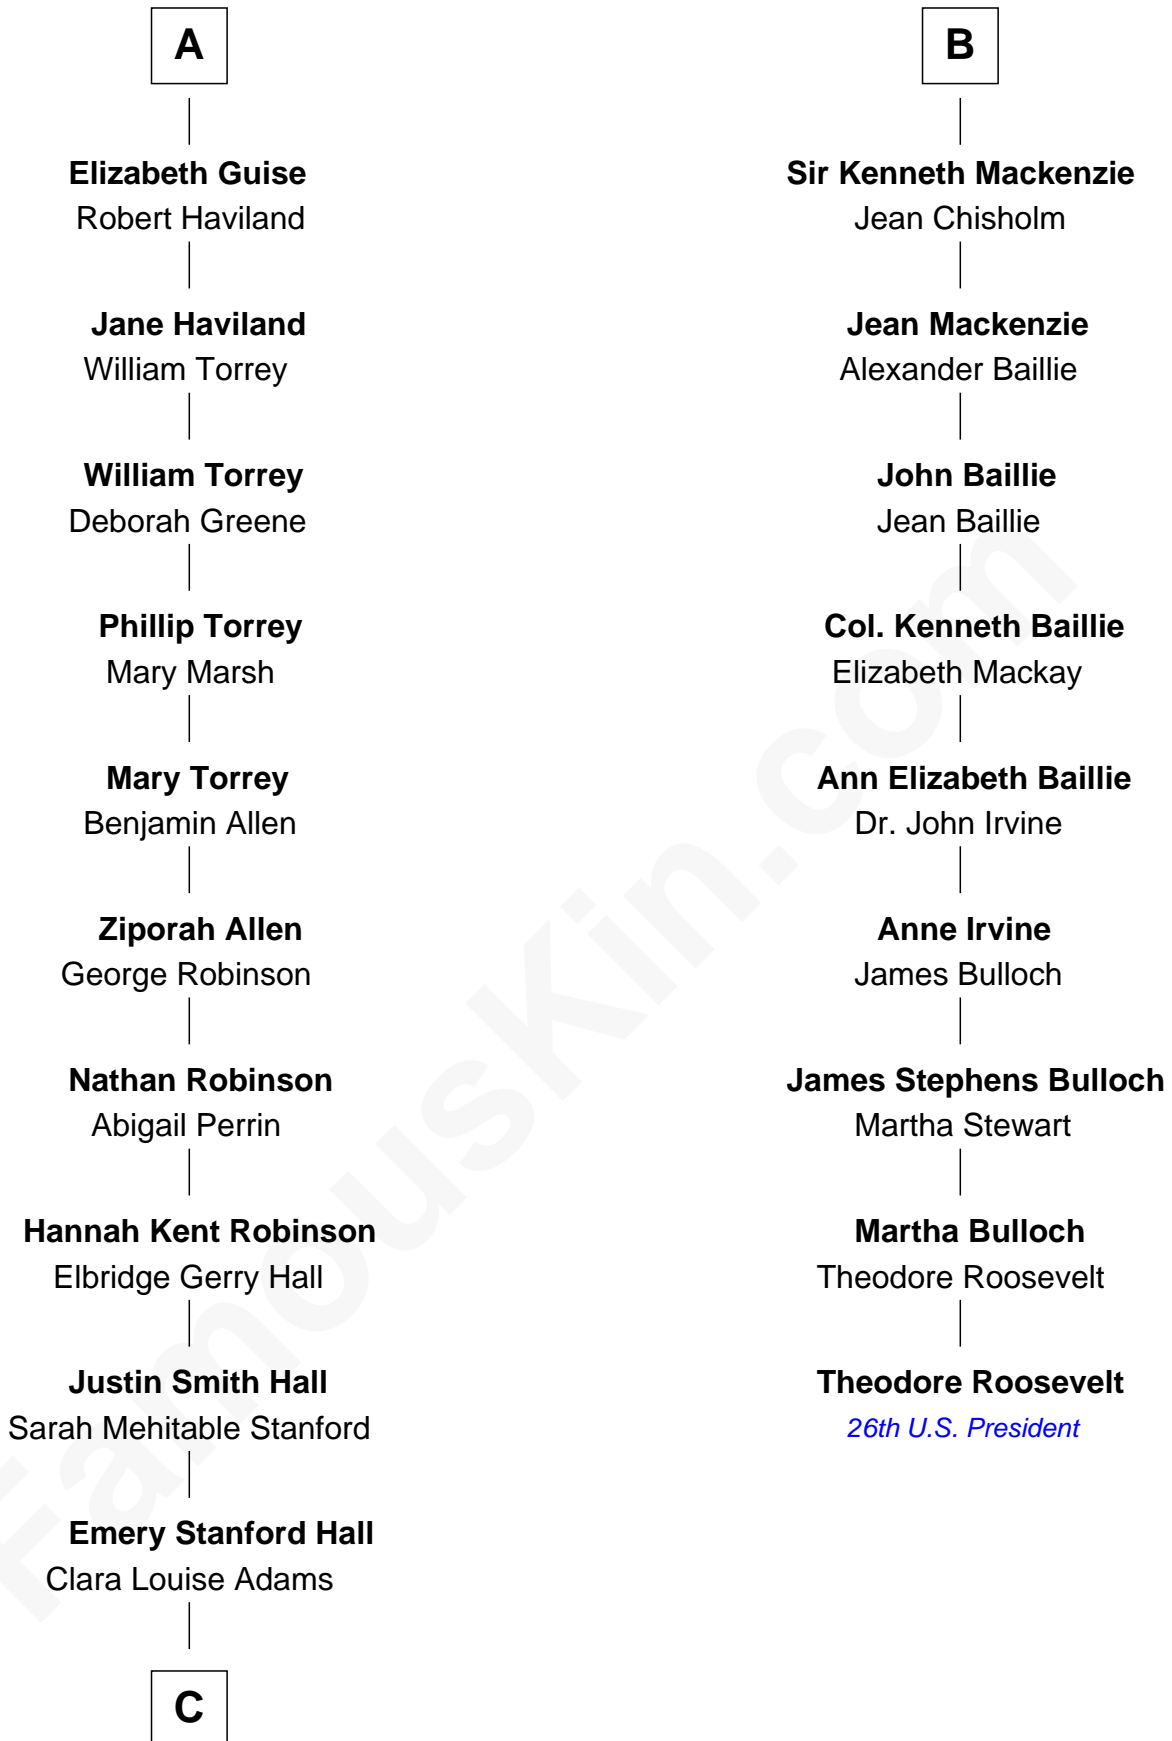 A
Elizabeth Guise
Robert Haviland
Jane Haviland
William Torrey
William Torrey
Deborah Greene
Phillip Torrey
Mary Marsh
Mary Torrey
Benjamin Allen
Ziporah Allen
George Robinson
Nathan Robinson
Abigail Perrin
Hannah Kent Robinson
Elbridge Gerry Hall
Justin Smith Hall
Sarah Mehitable Stanford
Emery Stanford Hall
Clara Louise Adams
C
B
Sir Kenneth Mackenzie
Jean Chisholm
Jean Mackenzie
Alexander Baillie
John Baillie
Jean Baillie
Col. Kenneth Baillie
Elizabeth Mackay
Ann Elizabeth Baillie
Dr. John Irvine
Anne Irvine
James Bulloch
James Stephens Bulloch
Martha Stewart
Martha Bulloch
Theodore Roosevelt
Theodore Roosevelt
26th U.S. President
FamousKin.com